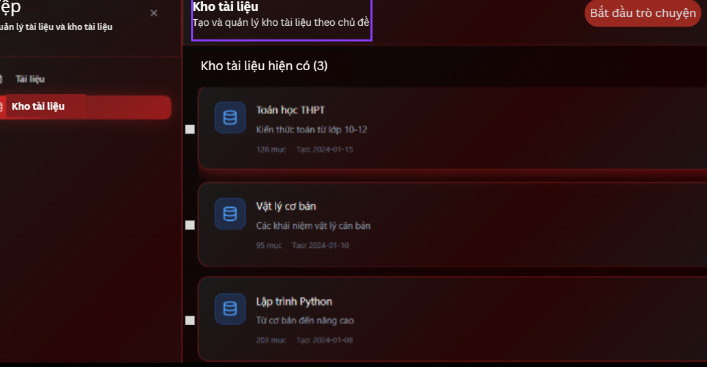 ệp
quản lý tài liệu và kho tài liệu
Tài liệu
Kho tài liệu
Kho tài liệu
Tạo và quản lý kho tài liệu theo chủ đề
Bắt đầu trò chuyện
Kho tài liệu hiện có (3)
Toán học THPT
Kiến thức toán từ lớp 10-12
128 mục Tạo: 2024-01-15
Vật lý cơ bản
Các khái niệm vật lý căn bản
95 mục Tạo: 2024-01-10
Lập trình Python
Từ cơ bản đến nâng cao
203 mục Tạo: 2024-01-08